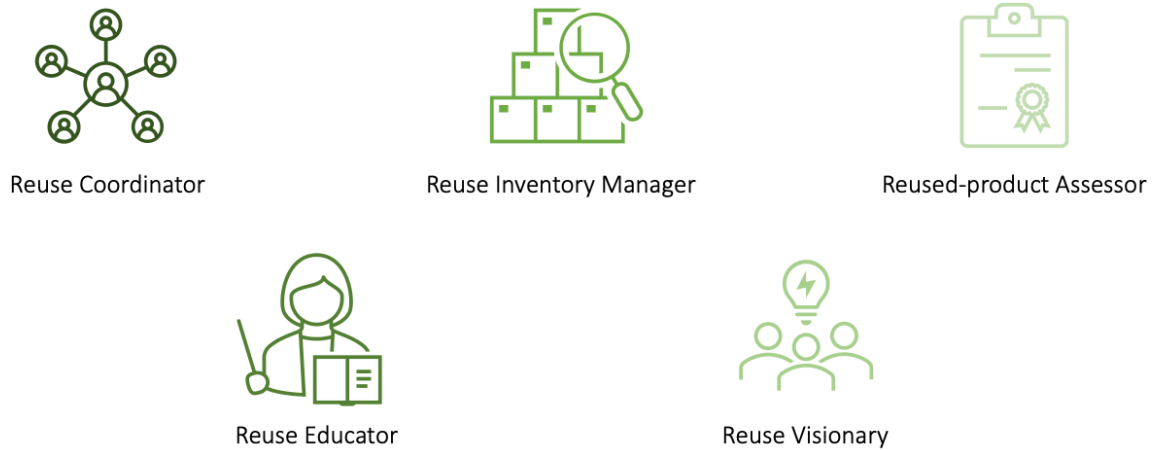 Reuse Coordinator
Reuse Inventory Manager
Reused-product Assessor
Reuse Educator
Reuse Visionary